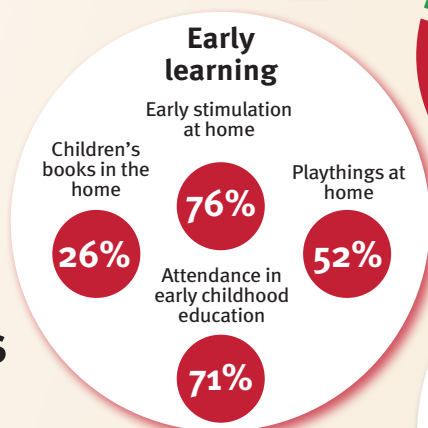 Early
learning
Early stimulation
at home
76%
Children's
books in the
home
26%
Playthings at
home
52%
Attendance in
early childhood
education
71%
s